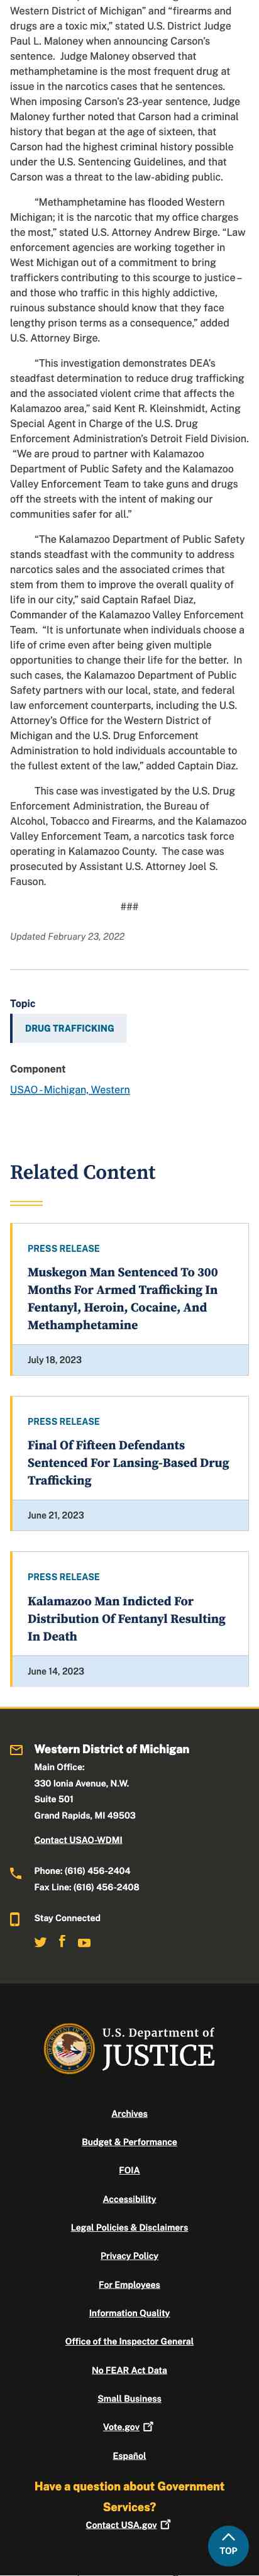 Western District of Michigan” and “firearms and
drugs are a toxic mix,” stated U.S. District Judge
Paul L. Maloney when announcing Carson’s
sentence.  Judge Maloney observed that
methamphetamine is the most frequent drug at
issue in the narcotics cases that he sentences. 
When imposing Carson’s 23-year sentence, Judge
Maloney further noted that Carson had a criminal
history that began at the age of sixteen, that
Carson had the highest criminal history possible
under the U.S. Sentencing Guidelines, and that
Carson was a threat to the law-abiding public.
“Methamphetamine has flooded Western
Michigan; it is the narcotic that my office charges
the most,” stated U.S. Attorney Andrew Birge. “Law
enforcement agencies are working together in
West Michigan out of a commitment to bring
traffickers contributing to this scourge to justice –
and those who traffic in this highly addictive,
ruinous substance should know that they face
lengthy prison terms as a consequence,” added
U.S. Attorney Birge.
“This investigation demonstrates DEA’s
steadfast determination to reduce drug trafficking
and the associated violent crime that affects the
Kalamazoo area,” said Kent R. Kleinshmidt, Acting
Special Agent in Charge of the U.S. Drug
Enforcement Administration’s Detroit Field Division.
“We are proud to partner with Kalamazoo
Department of Public Safety and the Kalamazoo
Valley Enforcement Team to take guns and drugs
off the streets with the intent of making our
communities safer for all.”
“The Kalamazoo Department of Public Safety
stands steadfast with the community to address
narcotics sales and the associated crimes that
stem from them to improve the overall quality of
life in our city,” said Captain Rafael Diaz,
Commander of the Kalamazoo Valley Enforcement
Team.  “It is unfortunate when individuals choose a
life of crime even after being given multiple
opportunities to change their life for the better.  In
such cases, the Kalamazoo Department of Public
Safety partners with our local, state, and federal
law enforcement counterparts, including the U.S.
Attorney’s Office for the Western District of
Michigan and the U.S. Drug Enforcement
Administration to hold individuals accountable to
the fullest extent of the law,” added Captain Diaz.
This case was investigated by the U.S. Drug
Enforcement Administration, the Bureau of
Alcohol, Tobacco and Firearms, and the Kalamazoo
Valley Enforcement Team, a narcotics task force
operating in Kalamazoo County.  The case was
prosecuted by Assistant U.S. Attorney Joel S.
Fauson.
###
Updated February 23, 2022
Topic
DRUG TRAFFICKING
Component
USAO - Michigan, Western
Related Content
PRESS RELEASE
Muskegon Man Sentenced To 300
Months For Armed Trafficking In
Fentanyl, Heroin, Cocaine, And
Methamphetamine
July 18, 2023
PRESS RELEASE
Final Of Fifteen Defendants
Sentenced For Lansing-Based Drug
Trafficking
June 21, 2023
PRESS RELEASE
Kalamazoo Man Indicted For
Distribution Of Fentanyl Resulting
In Death
June 14, 2023
Western District of Michigan
Main Office:
330 Ionia Avenue, N.W.
Suite 501
Grand Rapids, MI 49503
Contact USAO-WDMI
Phone: (616) 456-2404
Fax Line: (616) 456-2408
Stay Connected
U.S. Department of
JUSTICE
Archives
Budget & Performance
FOIA
Accessibility
Legal Policies & Disclaimers
Privacy Policy
For Employees
Information Quality
Office of the Inspector General
No FEAR Act Data
Small Business
Vote.gov
Español
Have a question about Government
Services?
Contact USA.gov
TOP